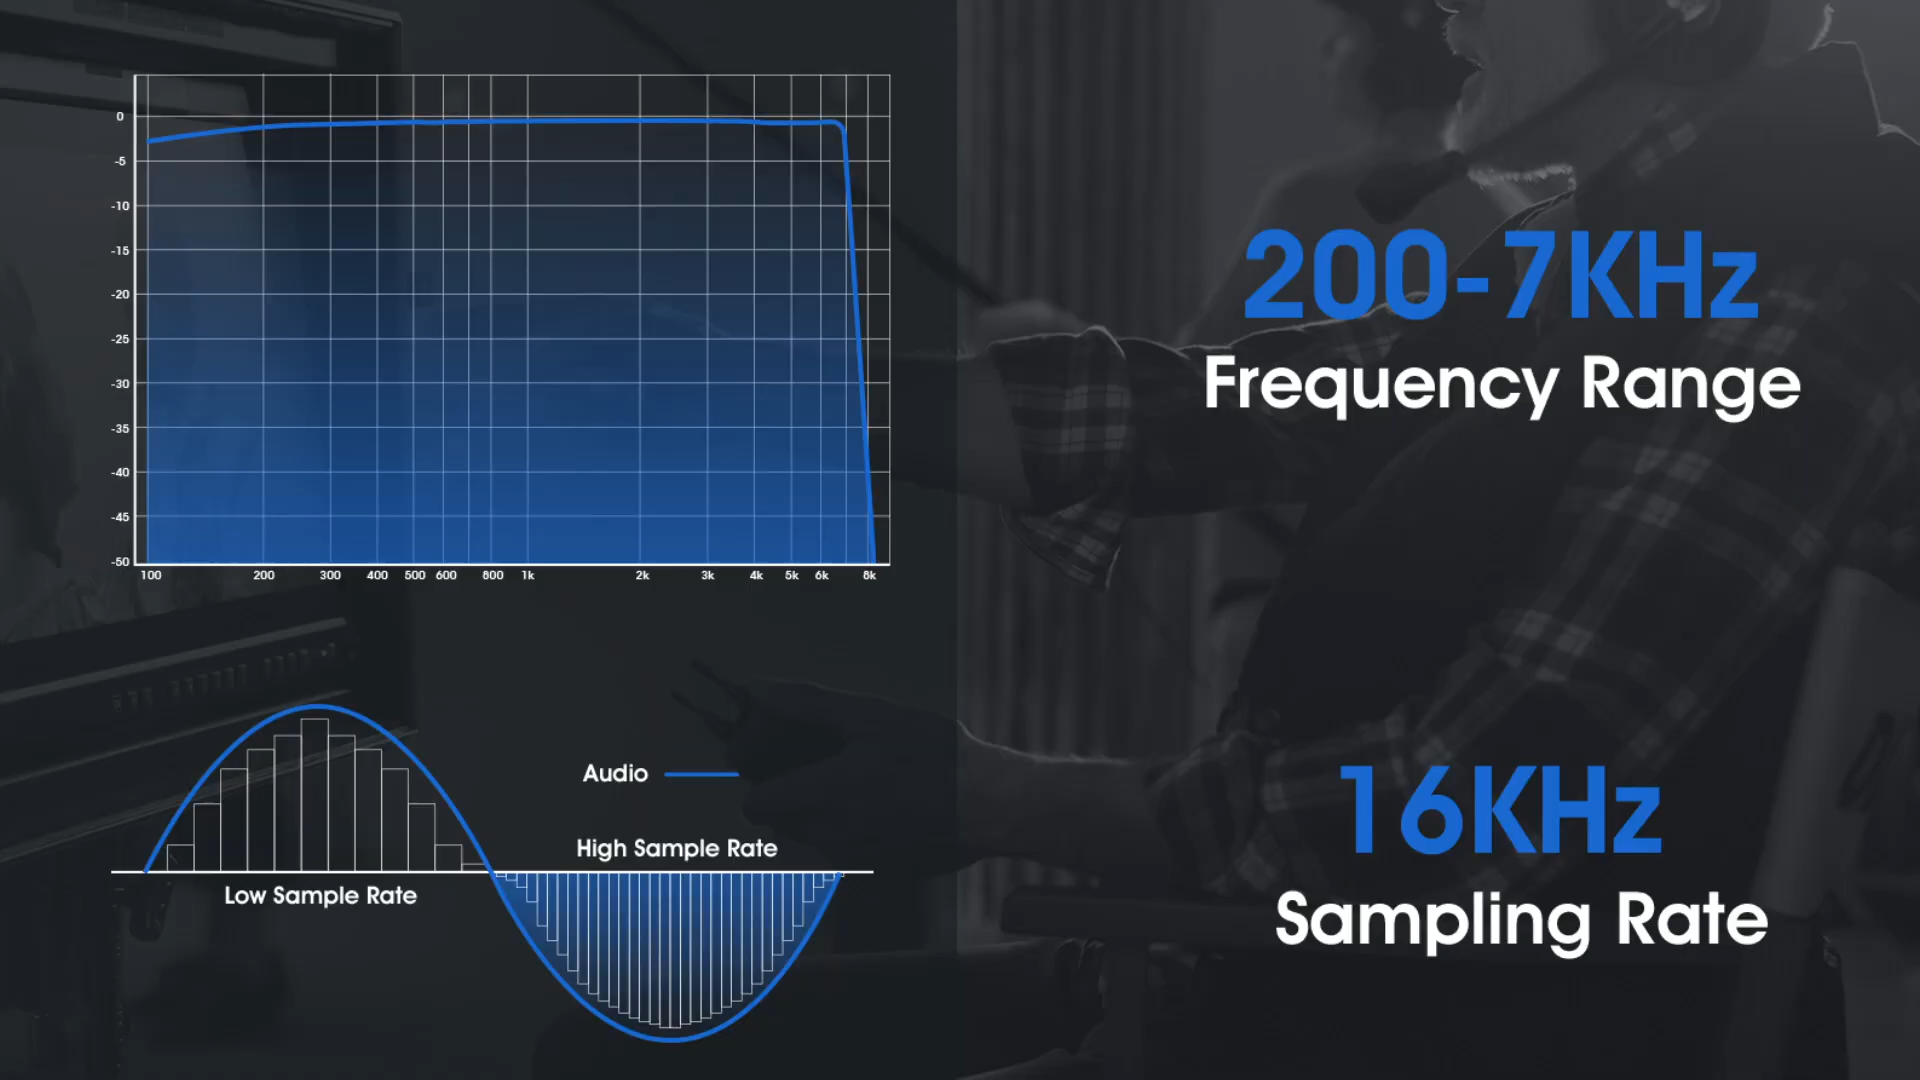 0
-5
-10
-15
-20
-25
-30
-35
-40
-45
-50
100 200 300 400 500 600 800 1k 2k 3k 4k 5k 6k 8k
200-7KHz
Frequency Range
Audio
High Sample Rate
Low Sample Rate
16KHz
Sampling Rate